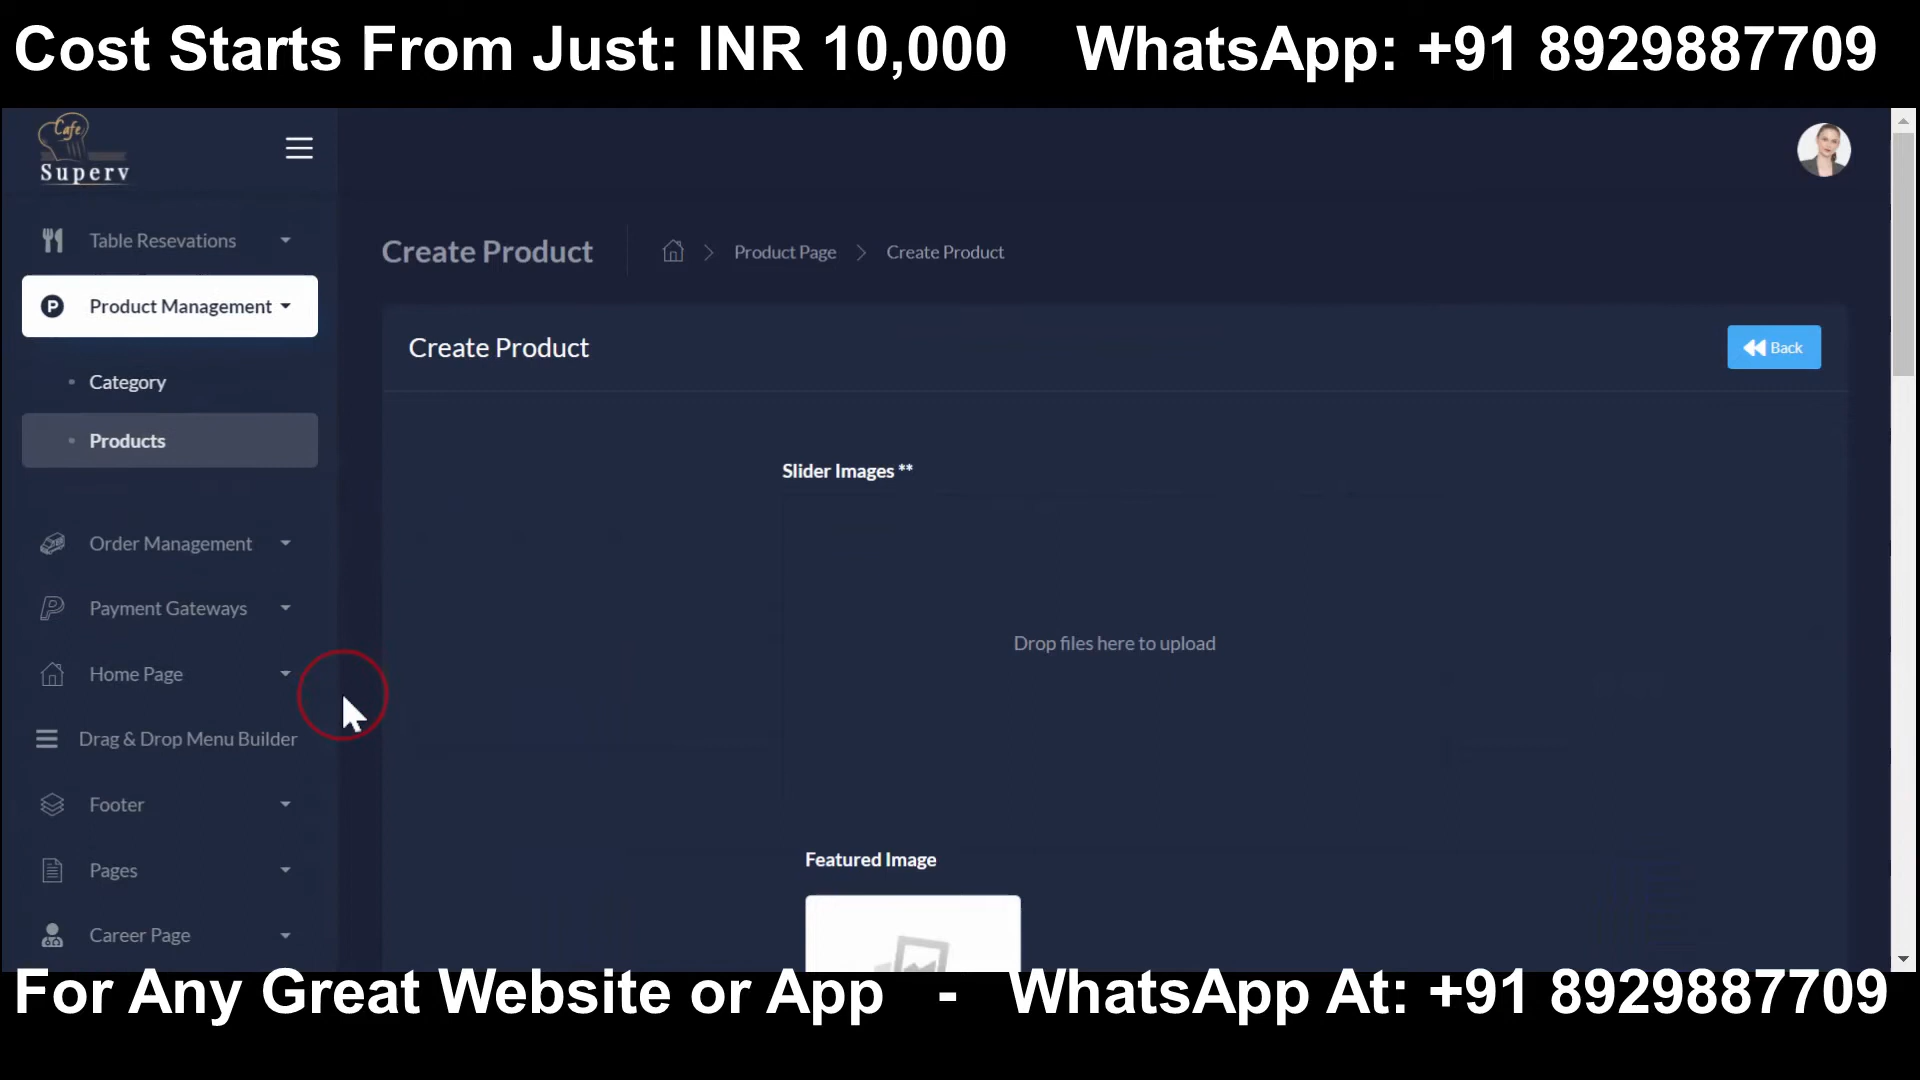 Cost Starts From Just: INR 10,000 WhatsApp: +91 8929887709
Cafe
Superv
Table Resevations
Product Management
Category
Products
Order Management
Payment Gateways
Home Page
Drag & Drop Menu Builder
Footer
Pages
Career Page
Create Product
Product Page
Create Product
Create Product
Back
Slider Images **
Drop files here to upload
Featured Image
For Any Great Website or App - WhatsApp At: +91 8929887709